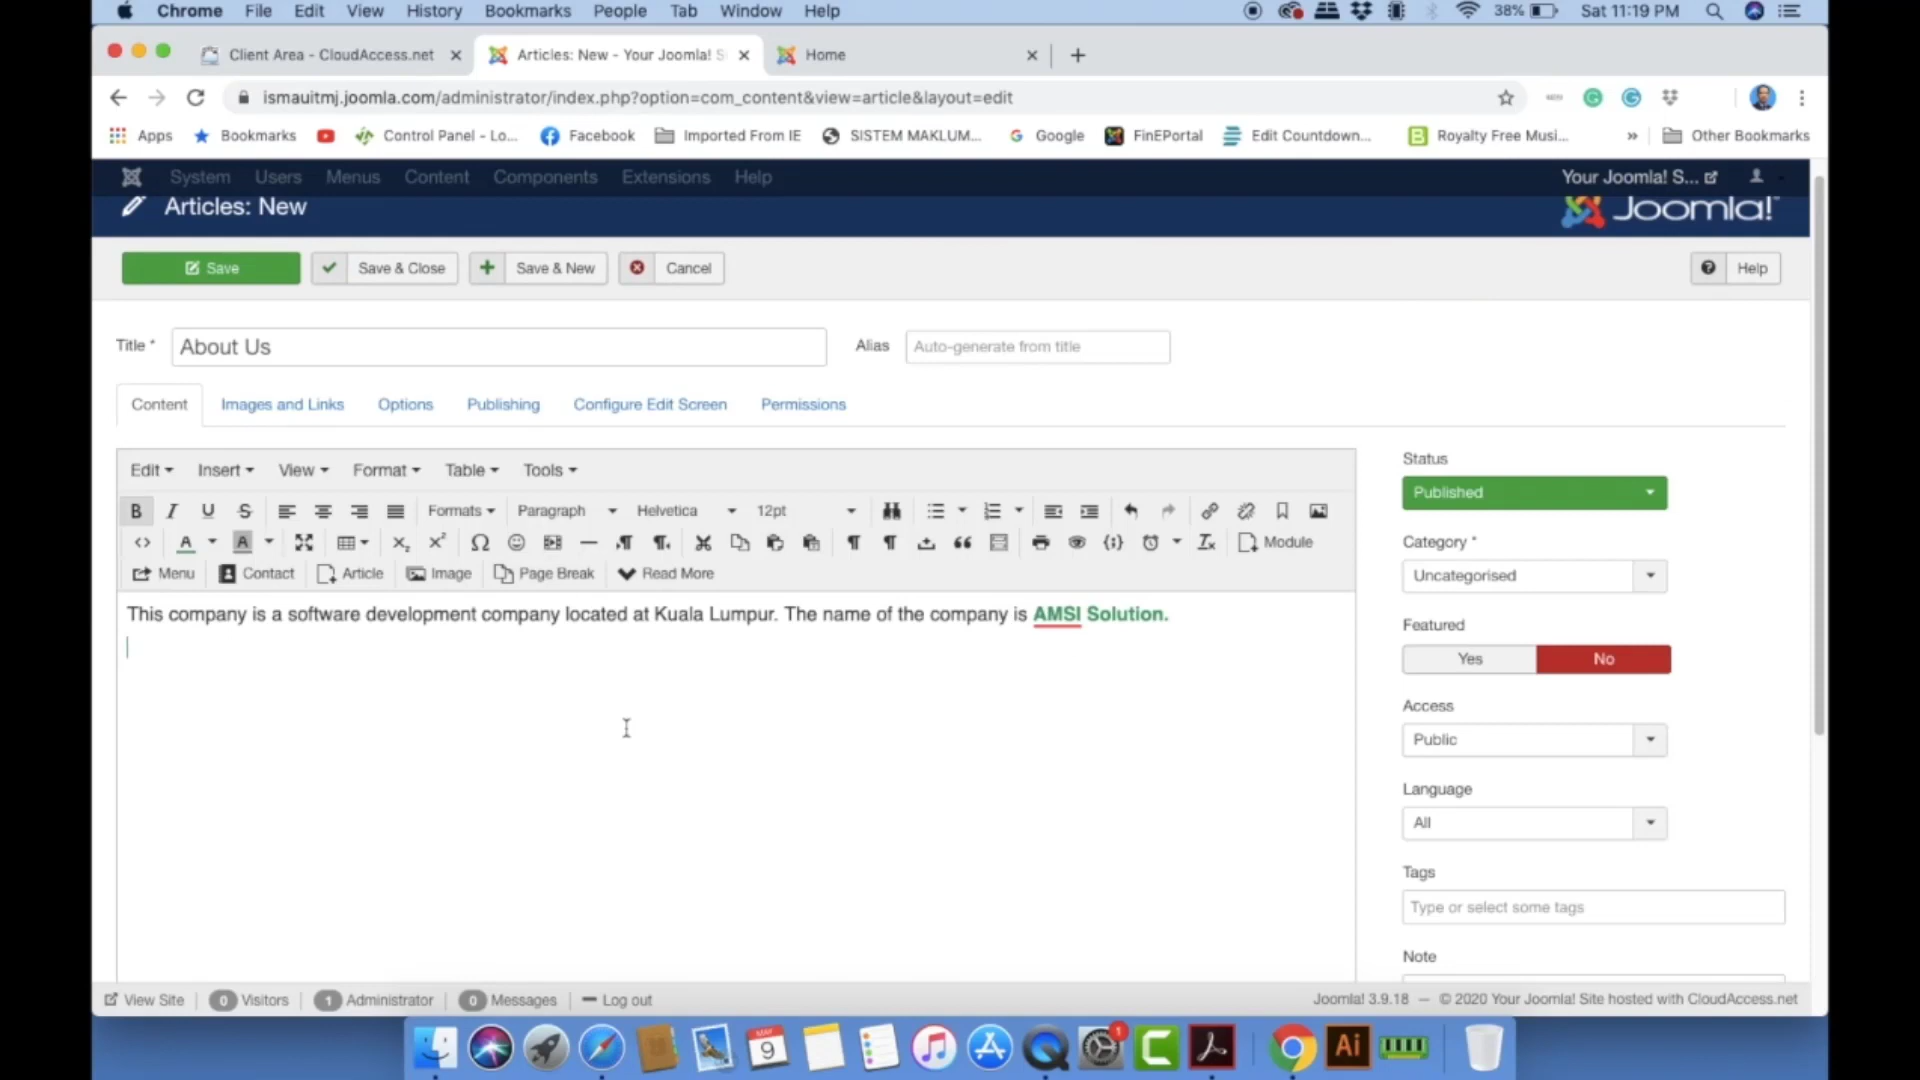 Chrome File Edit View History Bookmarks People Tab Window Help 38% Sat 11:19 PM
Client Area - CloudAccess.net Articles: New - Your Joomla! S Home
ismauitmj.joomla.com/administrator/index.php?option=com_content&view=article&layout=edit
Apps Bookmarks Control Panel - Lo... Facebook Imported From IE SISTEM MAKLUM... Google FinEPortal Edit Countdown... Royalty Free Musi... » Other Bookmarks
System Users Menus Content Components Extensions Help Your Joomla! S...
Articles: New Joomla!
Save Save & Close Save & New Cancel Help
Title * About Us Alias Auto-generate from title
Content Images and Links Options Publishing Configure Edit Screen Permissions
Edit Insert View Format Table Tools
Status
Published
B I U S Formats Paragraph Helvetica 12pt
Module
Menu Contact Article Image Page Break Read More
Category *
Uncategorised
This company is a software development company located at Kuala Lumpur. The name of the company is AMSI Solution.
Featured
Yes No
Access
Public
Language
All
Tags
Type or select some tags
Note
View Site 0 Visitors 1 Administrator 0 Messages Log out Joomla! 3.9.18 — © 2020 Your Joomla! Site hosted with CloudAccess.net
MAY
9
1
Ai